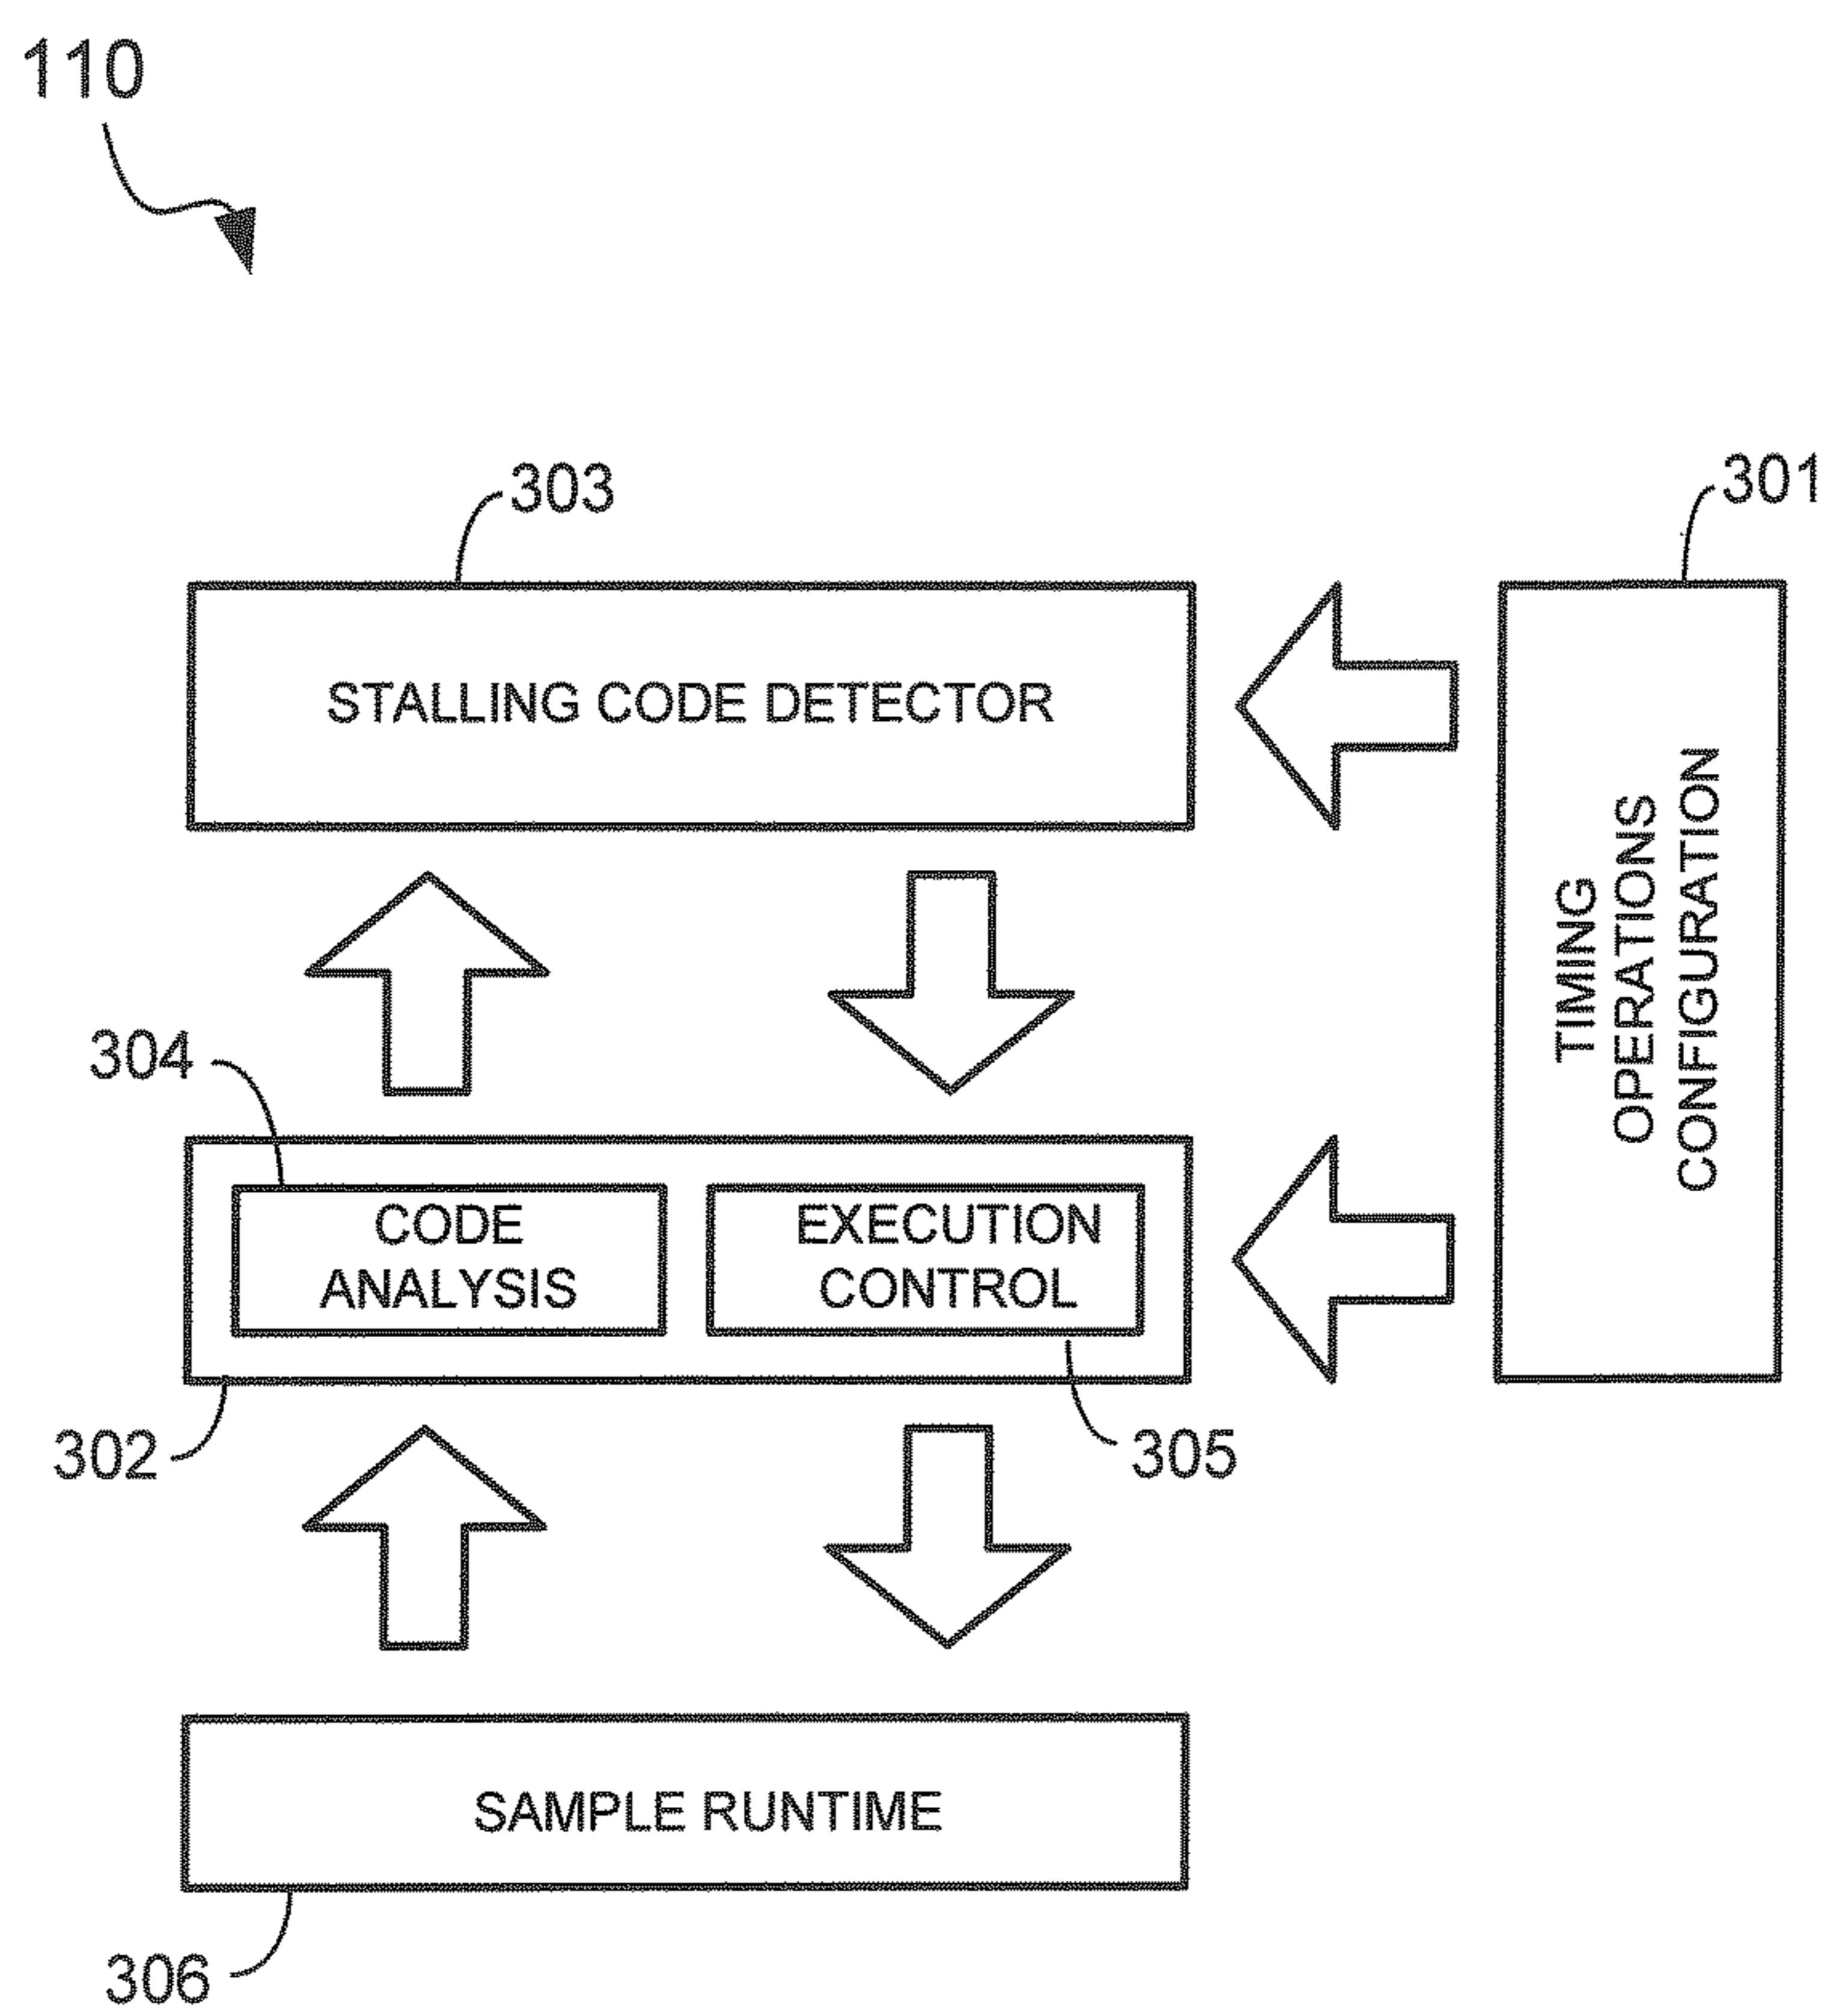 110
303
301
STALLING CODE DETECTOR
TIMING
OPERATIONS
CONFIGURATION
304
CODE
ANALYSIS
EXECUTION
CONTROL
302
305
SAMPLE RUNTIME
306